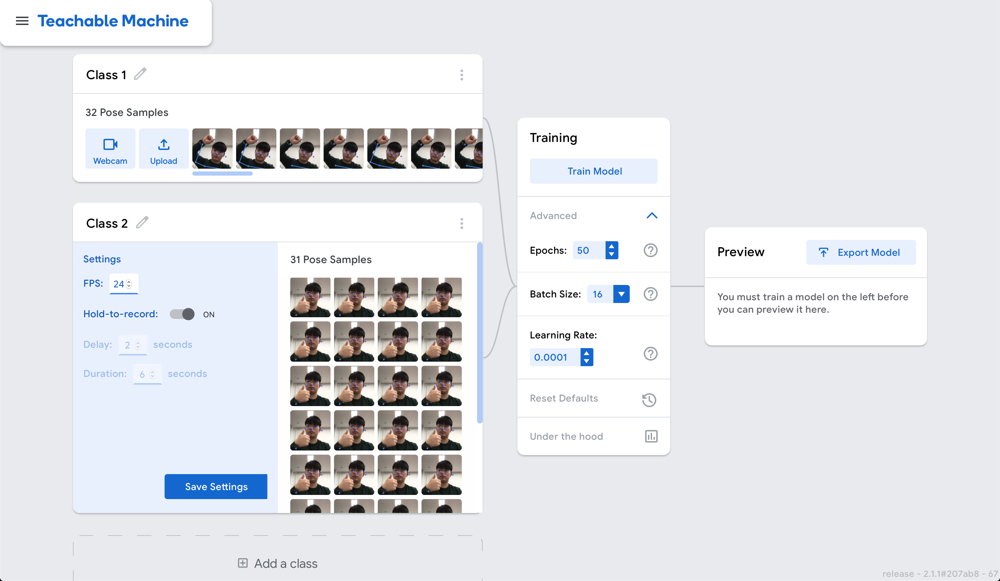 Teachable Machine
Class 1
32 Pose Samples
Webcam
Upload
Class 2
Settings
FPS: 24
Hold-to-record: ON
Delay: 2 seconds
Duration: 6 seconds
Save Settings
31 Pose Samples
Add a class
Training
Train Model
Advanced
Epochs: 50
Batch Size: 16
Learning Rate:
0.0001
Reset Defaults
Under the hood
Preview
Export Model
You must train a model on the left before
you can preview it here.
release - 2.1.1#207ab8 - 67